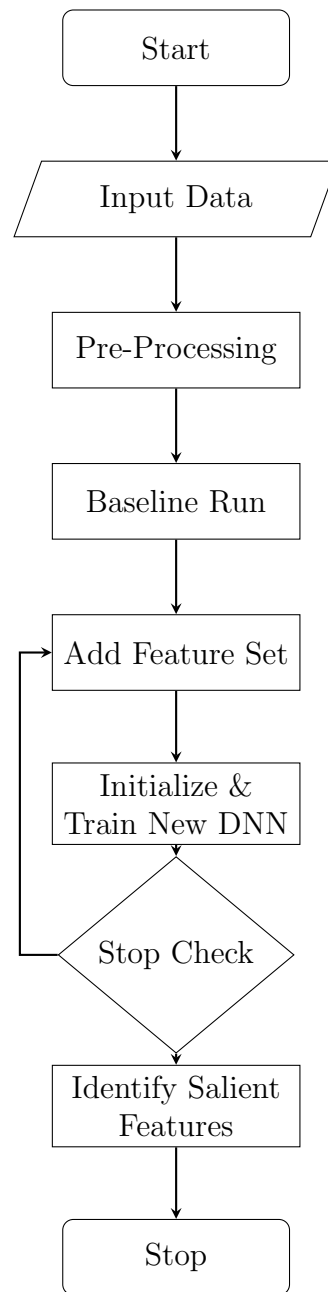 Start
Input Data
Pre-Processing
Baseline Run
Add Feature Set
Initialize &
Train New DNN
Stop Check
Identify Salient
Features
Stop